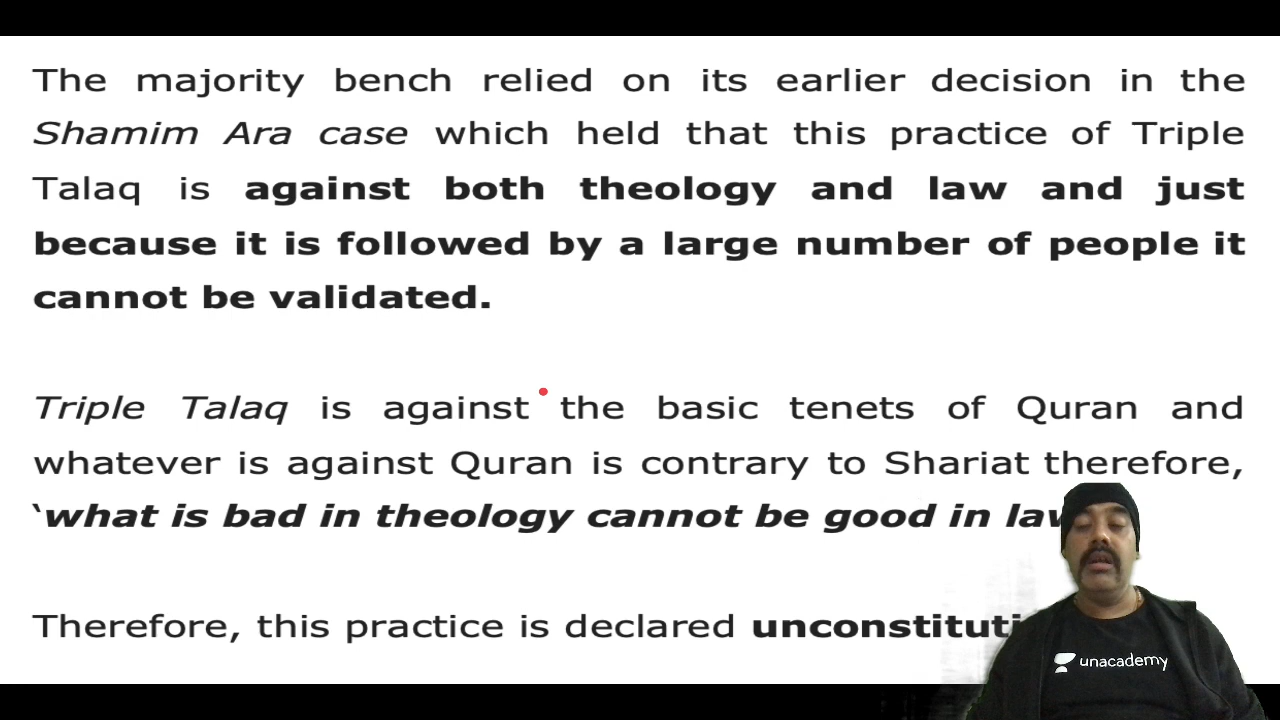 The majority bench relied on its earlier decision in the
Shamim Ara case which held that this practice of Triple
Talaq is against both theology and law and just
because it is followed by a large number of people it
cannot be validated.
Triple Talaq is against the basic tenets of Quran and
whatever is against Quran is contrary to Shariat therefore,
‘what is bad in theology cannot be good in
Therefore, this practice is declared
unacademy